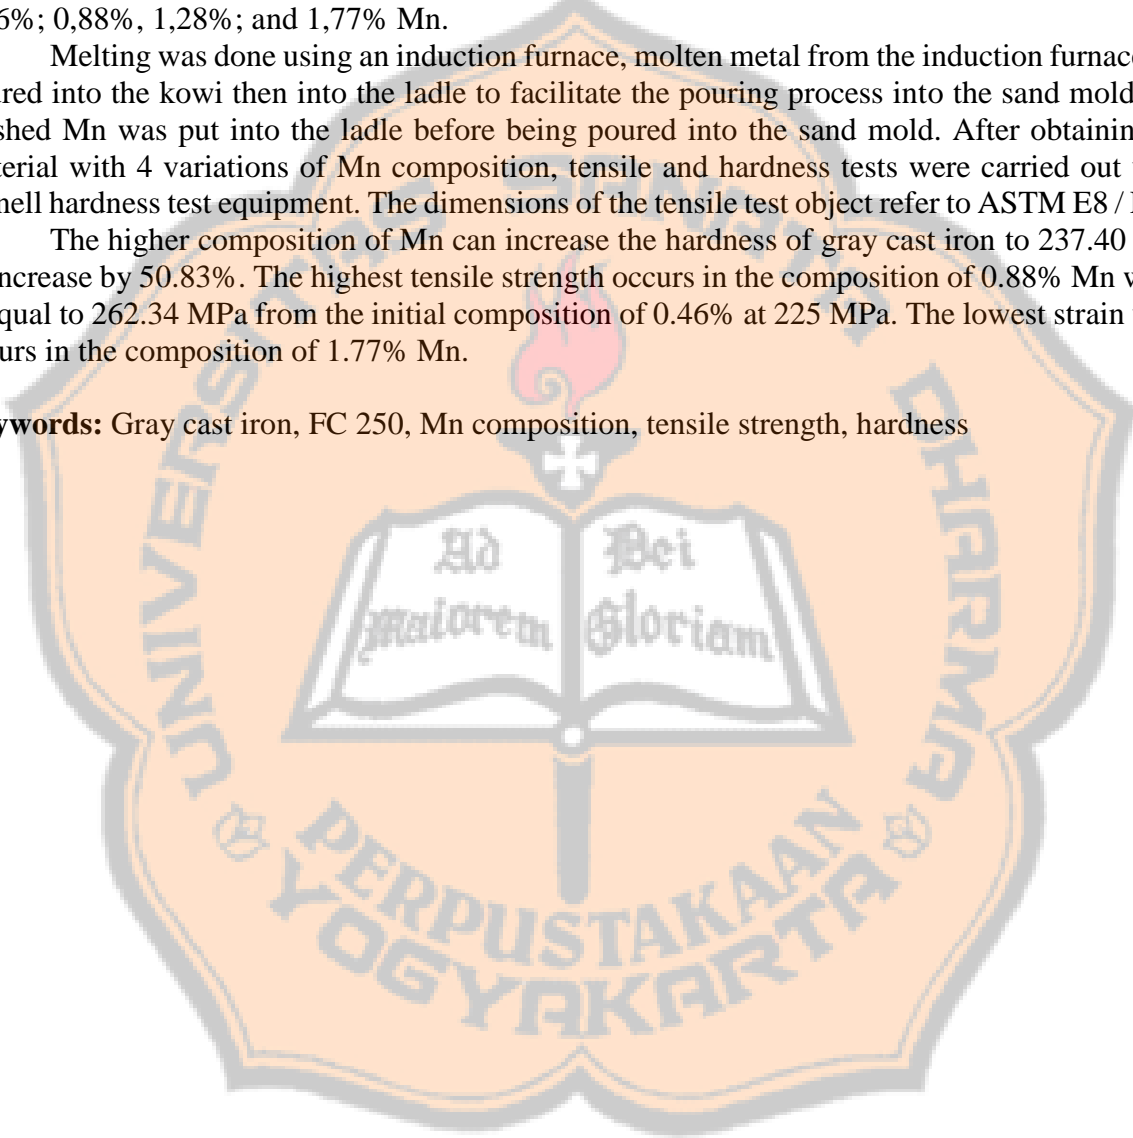 6%; 0,88%, 1,28%; and 1,77% Mn.
Melting was done using an induction furnace, molten metal from the induction furnace
ured into the kowi then into the ladle to facilitate the pouring process into the sand mold
shed Mn was put into the ladle before being poured into the sand mold. After obtainin
terial with 4 variations of Mn composition, tensile and hardness tests were carried out
nell hardness test equipment. The dimensions of the tensile test object refer to ASTM E8 /
The higher composition of Mn can increase the hardness of gray cast iron to 237.40
ncrease by 50.83%. The highest tensile strength occurs in the composition of 0.88% Mn
qual to 262.34 MPa from the initial composition of 0.46% at 225 MPa. The lowest strain
urs in the composition of 1.77% Mn.
ywords: Gray cast iron, FC 250, Mn composition, tensile strength, hardness
UNIVERSITAS SANATA DHARMA
Ad Dei
maiorem Gloriam
PERPUSTAKAAN
YOGYAKARTA